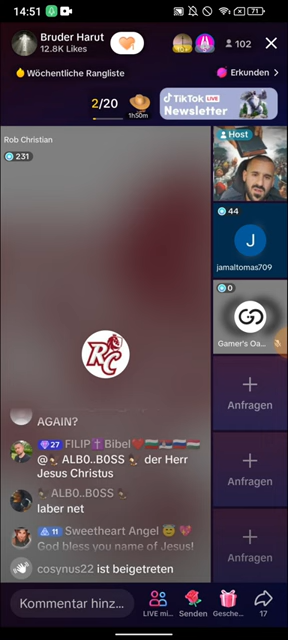 14:51
71
Bruder Harut
12.8K Likes
102
Wöchentliche Rangliste
Erkunden >
2/20
1h50m
TikTok LIVE
Newsletter
Rob Christian
231
Host
44
J
jamaltomas709
0
Gamer's Oa...
RC
Anfragen
Anfragen
Anfragen
AGAIN?
27 FILIP✝️Bibel❤️🇧🇬🇷🇸🇷🇺🇭🇷
@🦅 ALB0..B0SS 🦅 der Herr
Jesus Christus
🦅 ALB0..B0SS 🦅
laber net
11 Sweetheart Angel 😇 💖
God bless you name of Jesus!
cosynus22 ist beigetreten
Kommentar hinz...
LIVE mi...
Senden
Gesche...
17